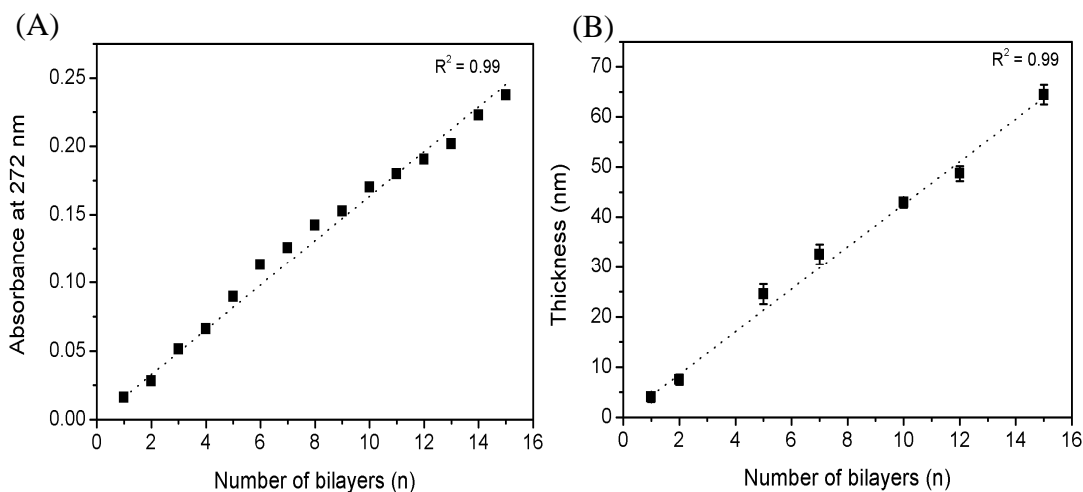 (A)
R² = 0.99
0.25
0.20
0.15
0.10
0.05
0.00
Absorbance at 272 nm
0 2 4 6 8 10 12 14 16
Number of bilayers (n)
(B)
R² = 0.99
70
60
50
40
30
20
10
0
Thickness (nm)
0 2 4 6 8 10 12 14 16
Number of bilayers (n)